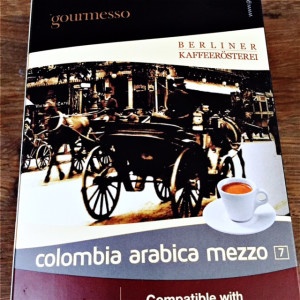 gourmesso
BERLINER
KAFFEERÖSTEREI
colombia arabica mezzo 7
Compatible with